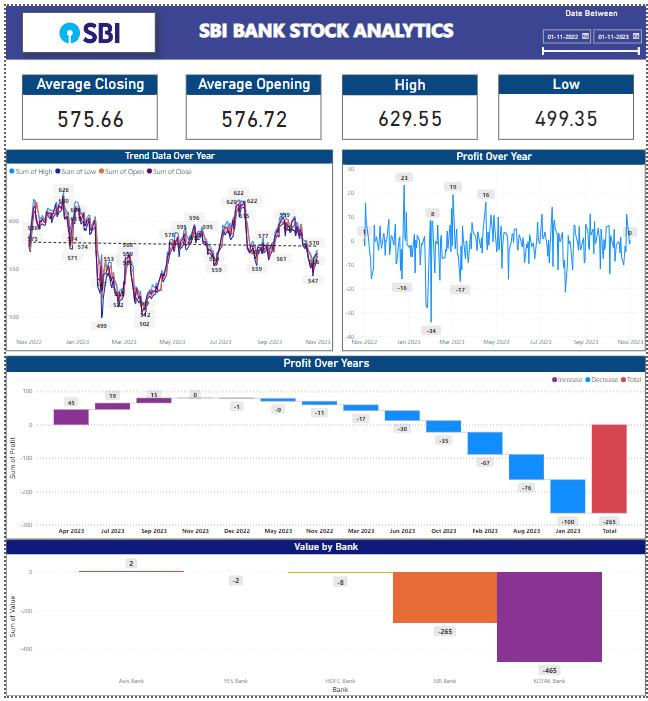 Date Between
SBI
SBI BANK STOCK ANALYTICS
01-11-2022 01-11-2023
Average Closing Average Opening High Low
575.66 576.72 629.55 499.35
Trend Data Over Year
Sum of High Sum of Low Sum of Open Sum of Close
626
622
620 622
600
596
595 595
578
577
575
574
571
570
561
559 559
553
550
547
522
502
500
499
Nov 2022 Jan 2023 Mar 2023 May 2023 Jul 2023 Sep 2023 Nov 2023
Profit Over Year
30
23
20
19
16
10
8
1
0 0
-10
-16
-17
-20
-30
-34
-40
Nov 2022 Jan 2023 Mar 2023 May 2023 Jul 2023 Sep 2023 Nov 2023
Profit Over Years
Increase Decrease Total
Sum of Profit
100
0
-100
-200
-300
45 19 15 0 -1 -9 -11 -17 -30 -35 -67 -76 -100 -265
Apr 2023 Jul 2023 Sep 2023 Nov 2023 Dec 2022 May 2023 Nov 2022 Mar 2023 Jun 2023 Oct 2023 Feb 2023 Aug 2023 Jan 2023 Total
Value by Bank
Sum of Value
0
-200
-400
2 -2 -8 -265 -465
Axis Bank YES Bank HDFC Bank SBI Bank KOTAK Bank
Bank